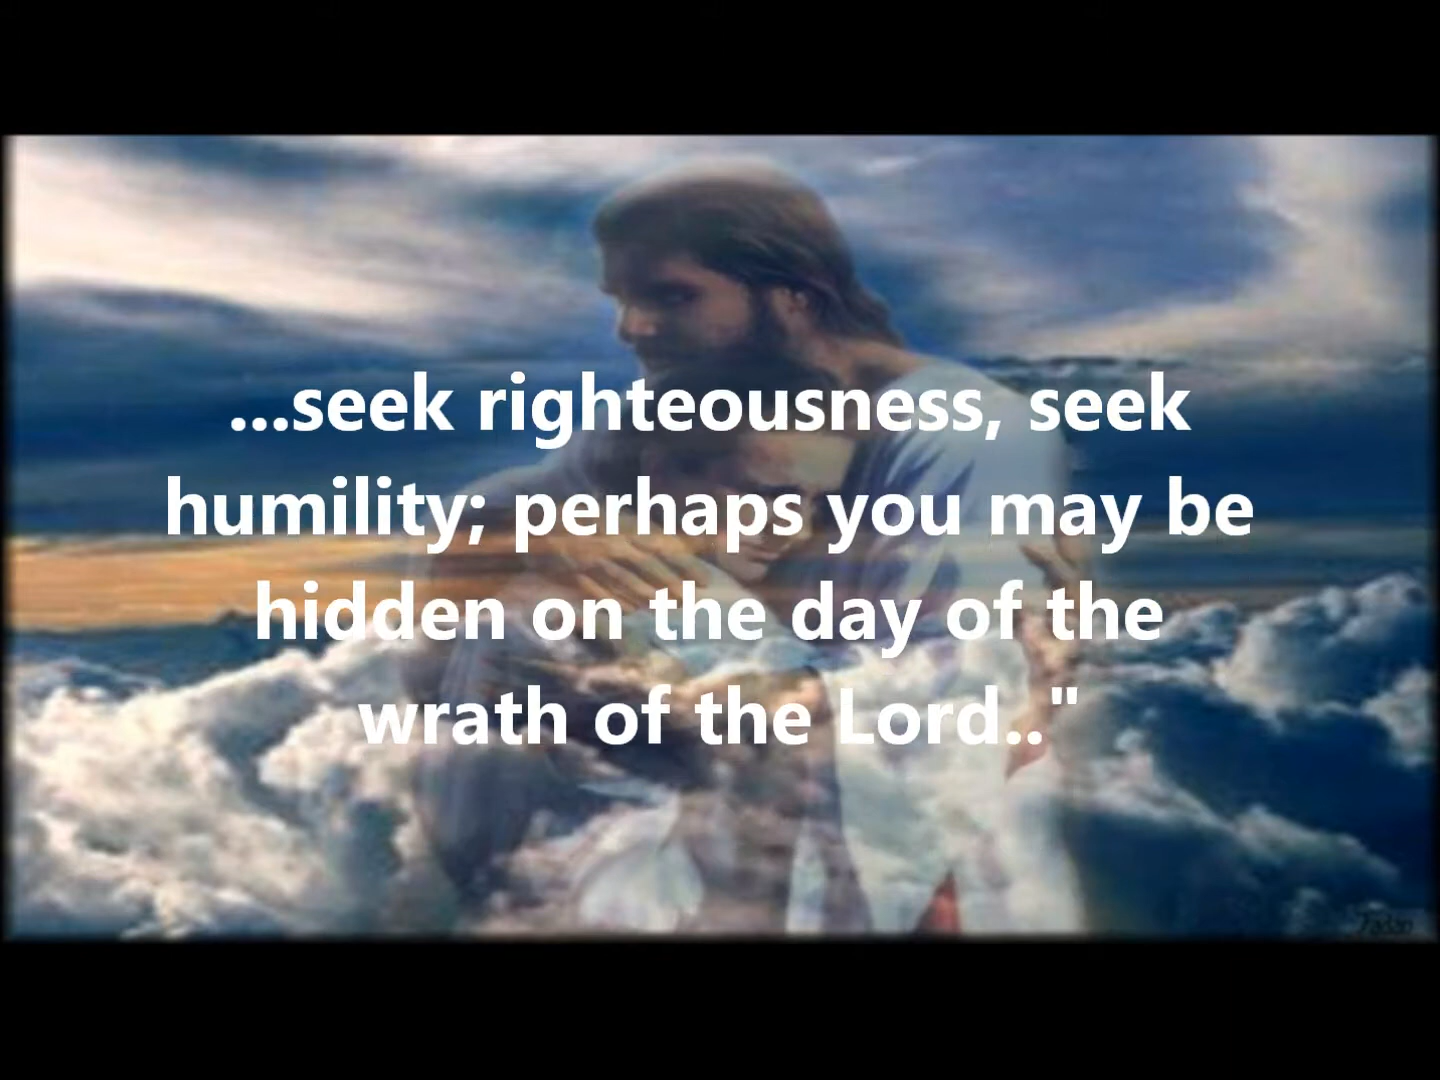 ...seek righteousness, seek
humility; perhaps you may be
hidden on the day of the
wrath of the Lord.."